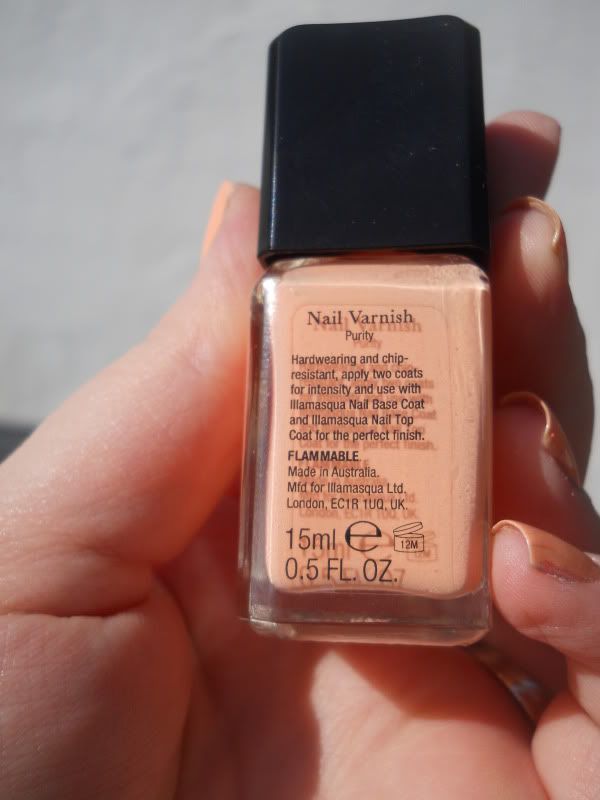 Nail Varnish
Purity
Hardwearing and chip-
resistant, apply two coats
for intensity and use with
Illamasqua Nail Base Coat
and Illamasqua Nail Top
Coat for the perfect finish.
FLAMMABLE.
Made in Australia.
Mfd for Illamasqua Ltd.
London, EC1R 1UQ, UK.
15ml e 12M
0.5 FL. OZ.